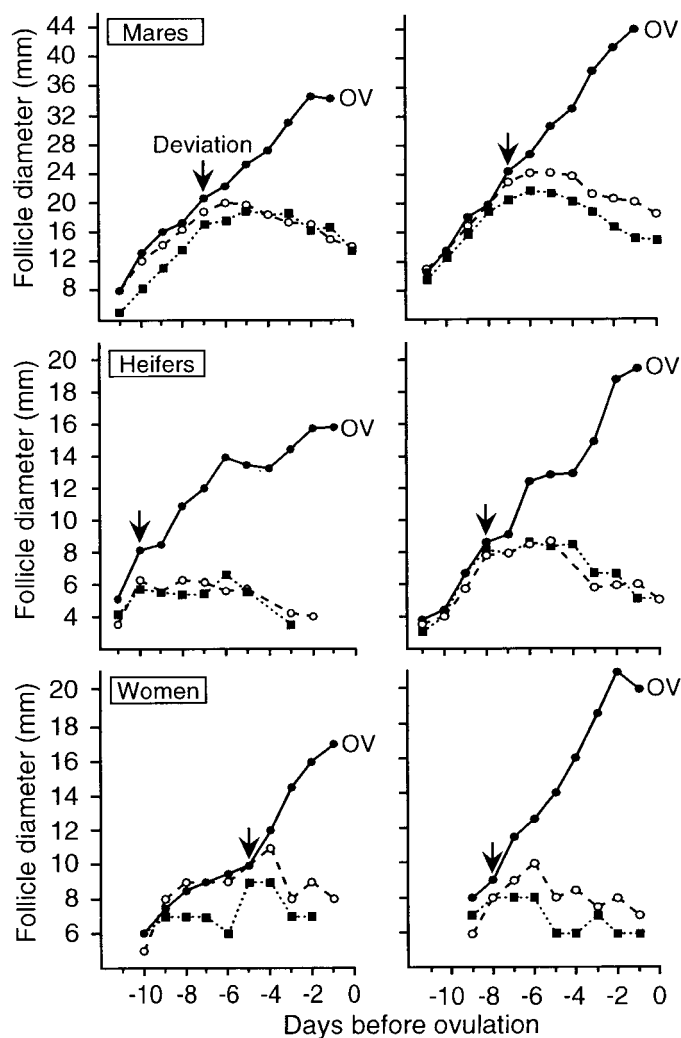 Follicle diameter (mm)
44
40
36
32
28
24
20
16
12
8
Mares
Deviation
OV
OV
Follicle diameter (mm)
20
18
16
14
12
10
8
6
4
Heifers
OV
OV
Follicle diameter (mm)
20
18
16
14
12
10
8
6
Women
OV
OV
-10 -8 -6 -4 -2 0
-10 -8 -6 -4 -2 0
Days before ovulation